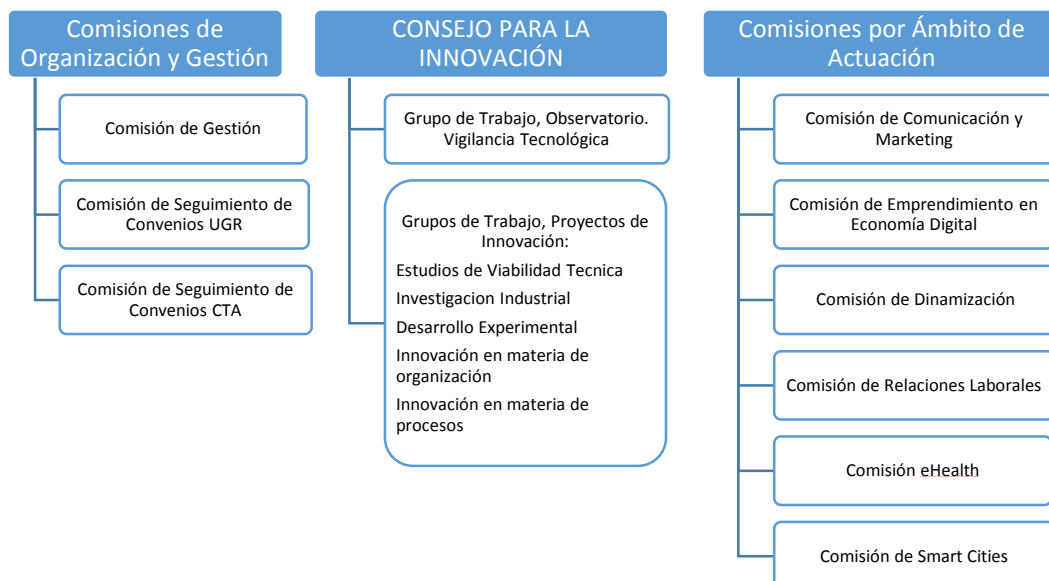 Comisiones de
Organización y Gestión
Comisión de Gestión
Comisión de Seguimiento de
Convenios UGR
Comisión de Seguimiento de
Convenios CTA
CONSEJO PARA LA
INNOVACIÓN
Grupo de Trabajo, Observatorio.
Vigilancia Tecnológica
Grupos de Trabajo, Proyectos de
Innovación:
Estudios de Viabilidad Tecnica
Investigacion Industrial
Desarrollo Experimental
Innovación en materia de
organización
Innovación en materia de
procesos
Comisiones por Ámbito de
Actuación
Comisión de Comunicación y
Marketing
Comisión de Emprendimiento en
Economía Digital
Comisión de Dinamización
Comisión de Relaciones Laborales
Comisión eHealth
Comisión de Smart Cities